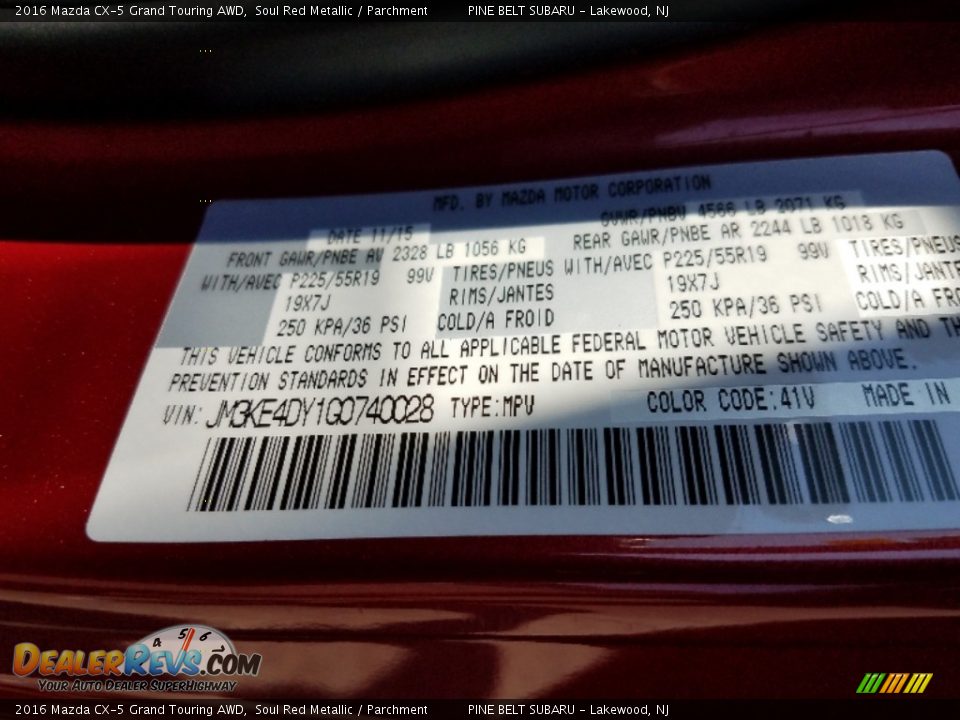 2016 Mazda CX-5 Grand Touring AWD, Soul Red Metallic / Parchment PINE BELT SUBARU - Lakewood, NJ
MFD. BY MAZDA MOTOR CORPORATION
DATE 11/15 GVWR/PNBV 4566 LB 2071 KG
FRONT GAWR/PNBE AV 2328 LB 1056 KG REAR GAWR/PNBE AR 2244 LB 1018 KG
WITH/AVEC P225/55R19 99V TIRES/PNEUS WITH/AVEC P225/55R19 99V TIRES/PNEUS
19X7J RIMS/JANTES 19X7J RIMS/JANTE
250 KPA/36 PSI COLD/A FROID 250 KPA/36 PSI COLD/A FRO
THIS VEHICLE CONFORMS TO ALL APPLICABLE FEDERAL MOTOR VEHICLE SAFETY AND TH
PREVENTION STANDARDS IN EFFECT ON THE DATE OF MANUFACTURE SHOWN ABOVE.
VIN: JM3KE4DY1G0740028 TYPE:MPV COLOR CODE:41V MADE IN
4 5 6
DEALERREVS.COM
YOUR AUTO DEALER SUPERHIGHWAY
2016 Mazda CX-5 Grand Touring AWD, Soul Red Metallic / Parchment PINE BELT SUBARU - Lakewood, NJ